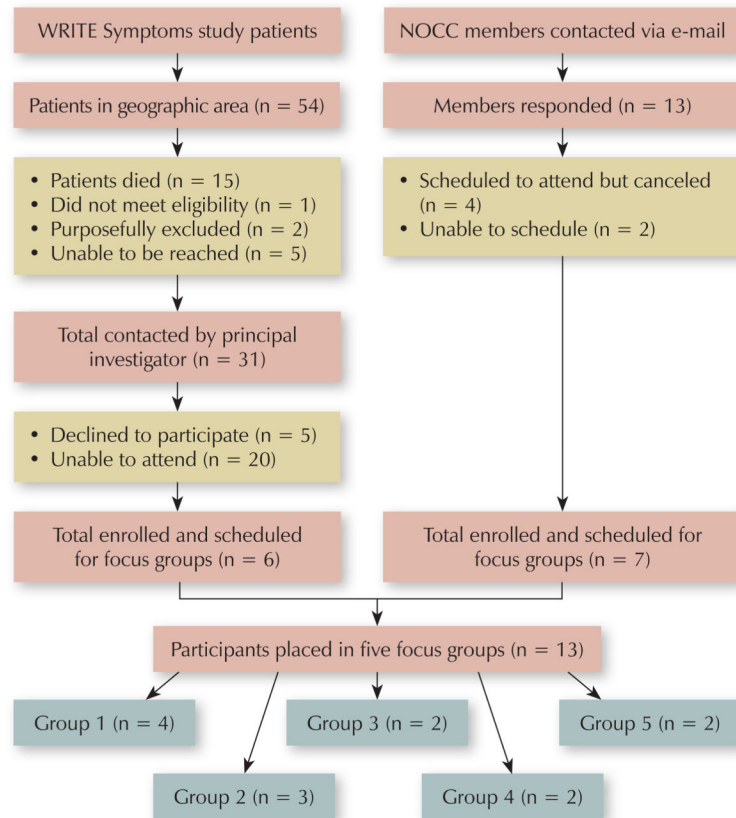 WRITE Symptoms study patients
NOCC members contacted via e-mail
Patients in geographic area (n = 54)
Members responded (n = 13)
• Patients died (n = 15)
• Did not meet eligibility (n = 1)
• Purposefully excluded (n = 2)
• Unable to be reached (n = 5)
• Scheduled to attend but canceled
(n = 4)
• Unable to schedule (n = 2)
Total contacted by principal
investigator (n = 31)
• Declined to participate (n = 5)
• Unable to attend (n = 20)
Total enrolled and scheduled
for focus groups (n = 6)
Total enrolled and scheduled for
focus groups (n = 7)
Participants placed in five focus groups (n = 13)
Group 1 (n = 4)
Group 3 (n = 2)
Group 5 (n = 2)
Group 2 (n = 3)
Group 4 (n = 2)